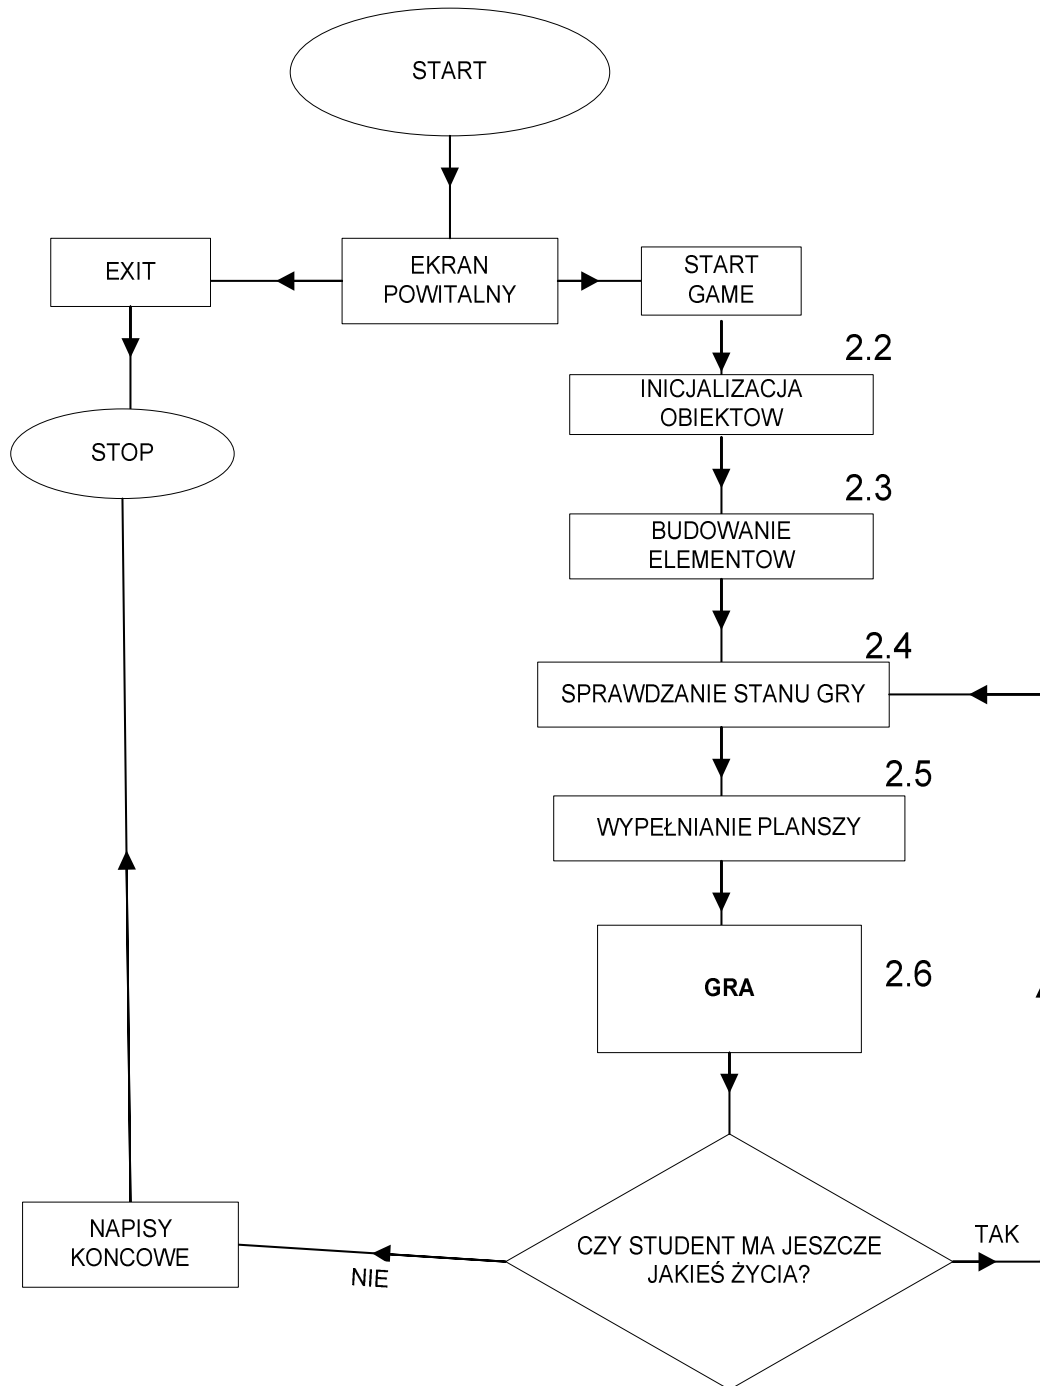 START
EXIT
EKRAN
POWITALNY
START
GAME
2.2
INICJALIZACJA
OBIEKTOW
STOP
2.3
BUDOWANIE
ELEMENTOW
2.4
SPRAWDZANIE STANU GRY
2.5
WYPEŁNIANIE PLANSZY
GRA
2.6
NAPISY
KONCOWE
NIE
CZY STUDENT MA JESZCZE
JAKIEŚ ŻYCIA?
TAK